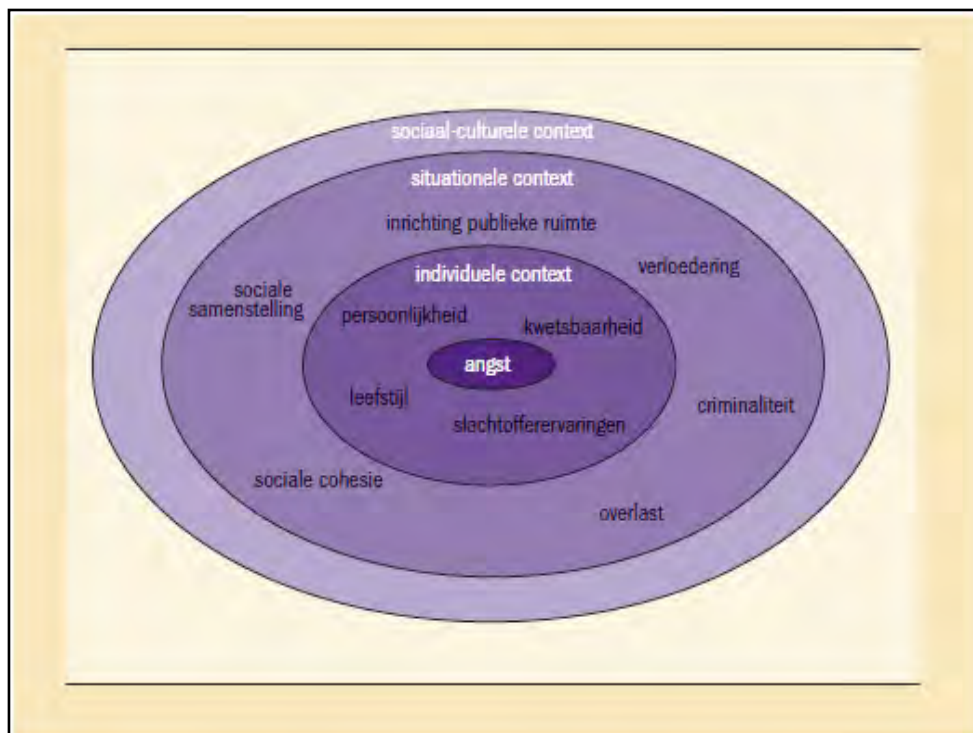 sociaal-culturele context
situationele context
inrichting publieke ruimte
verloedering
individuele context
sociale
samenstelling
persoonlijkheid
kwetsbaarheid
angst
leefstijl
criminaliteit
slachtofferervaringen
sociale cohesie
overlast